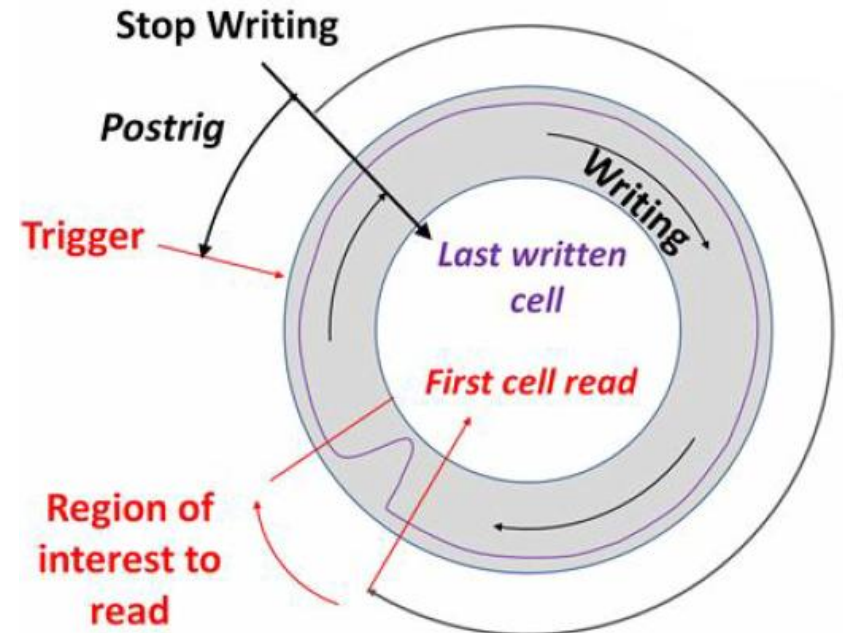 Stop Writing
Postrig
Writing
Trigger
Last written
cell
First cell read
Region of
interest to
read